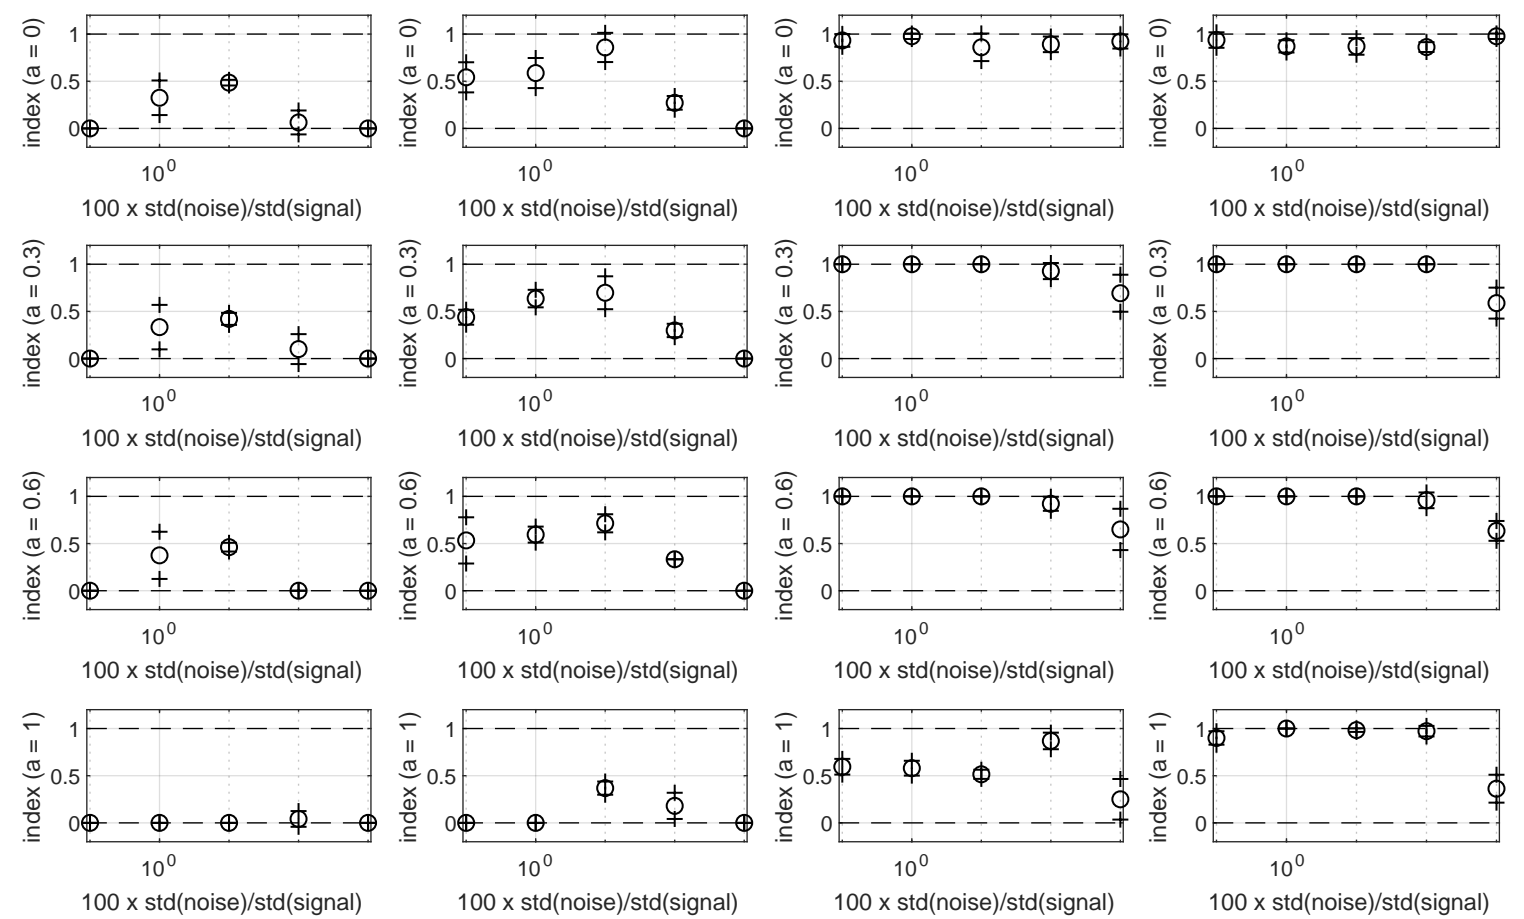 index (a = 0)
1
0.5
0
10^0
100 x std(noise)/std(signal)
index (a = 0)
1
0.5
0
10^0
100 x std(noise)/std(signal)
index (a = 0)
1
0.5
0
10^0
100 x std(noise)/std(signal)
index (a = 0)
1
0.5
0
10^0
100 x std(noise)/std(signal)
index (a = 0.3)
1
0.5
0
10^0
100 x std(noise)/std(signal)
index (a = 0.3)
1
0.5
0
10^0
100 x std(noise)/std(signal)
index (a = 0.3)
1
0.5
0
10^0
100 x std(noise)/std(signal)
index (a = 0.3)
1
0.5
0
10^0
100 x std(noise)/std(signal)
index (a = 0.6)
1
0.5
0
10^0
100 x std(noise)/std(signal)
index (a = 0.6)
1
0.5
0
10^0
100 x std(noise)/std(signal)
index (a = 0.6)
1
0.5
0
10^0
100 x std(noise)/std(signal)
index (a = 0.6)
1
0.5
0
10^0
100 x std(noise)/std(signal)
index (a = 1)
1
0.5
0
10^0
100 x std(noise)/std(signal)
index (a = 1)
1
0.5
0
10^0
100 x std(noise)/std(signal)
index (a = 1)
1
0.5
0
10^0
100 x std(noise)/std(signal)
index (a = 1)
1
0.5
0
10^0
100 x std(noise)/std(signal)